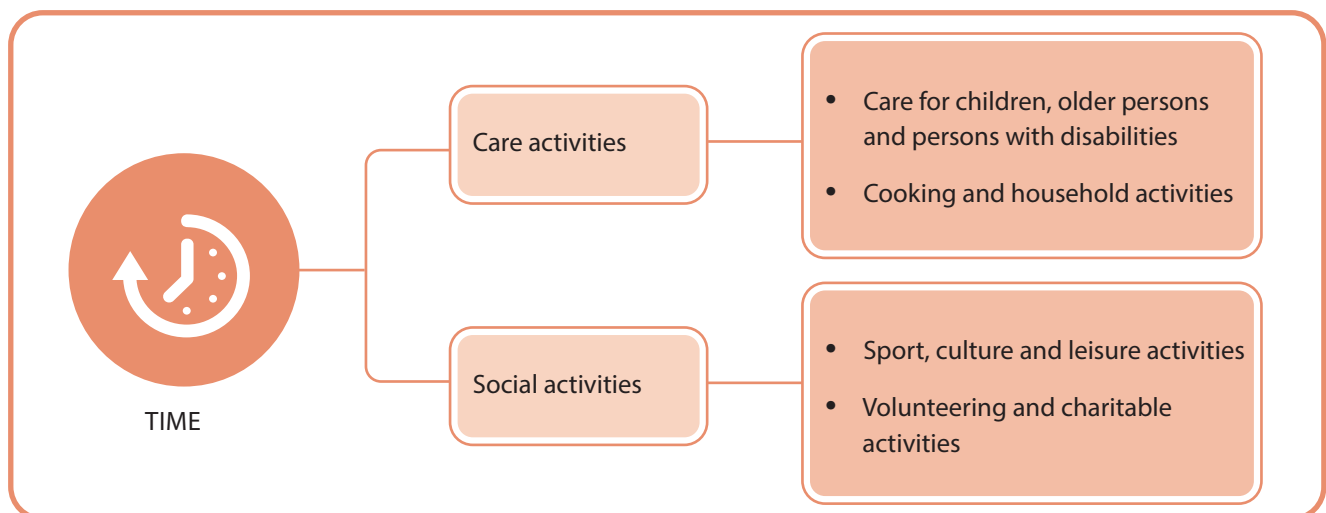 TIME
Care activities
• Care for children, older persons
and persons with disabilities
• Cooking and household activities
Social activities
• Sport, culture and leisure activities
• Volunteering and charitable
activities